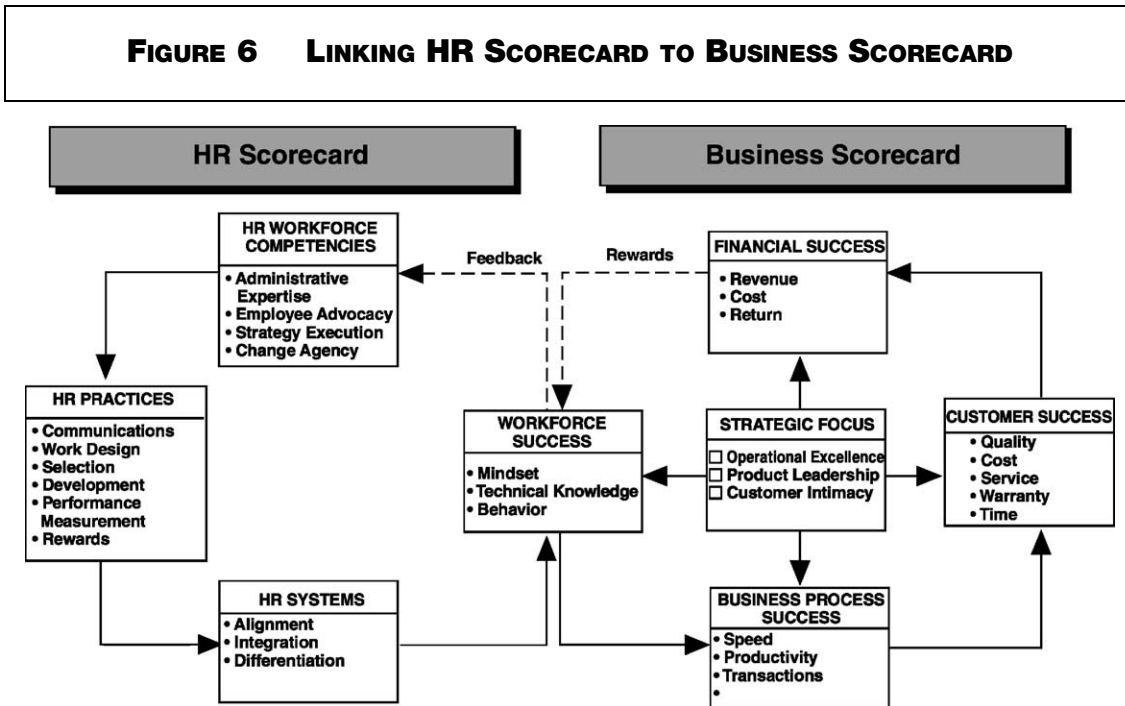 FIGURE 6 LINKING HR SCORECARD TO BUSINESS SCORECARD
HR Scorecard
Business Scorecard
HR WORKFORCE
COMPETENCIES
• Administrative
Expertise
• Employee Advocacy
• Strategy Execution
• Change Agency
Feedback
Rewards
FINANCIAL SUCCESS
• Revenue
• Cost
• Return
HR PRACTICES
• Communications
• Work Design
• Selection
• Development
• Performance
Measurement
• Rewards
WORKFORCE
SUCCESS
• Mindset
• Technical Knowledge
• Behavior
STRATEGIC FOCUS
□ Operational Excellence
□ Product Leadership
□ Customer Intimacy
CUSTOMER SUCCESS
• Quality
• Cost
• Service
• Warranty
• Time
HR SYSTEMS
• Alignment
• Integration
• Differentiation
BUSINESS PROCESS
SUCCESS
• Speed
• Productivity
• Transactions
•